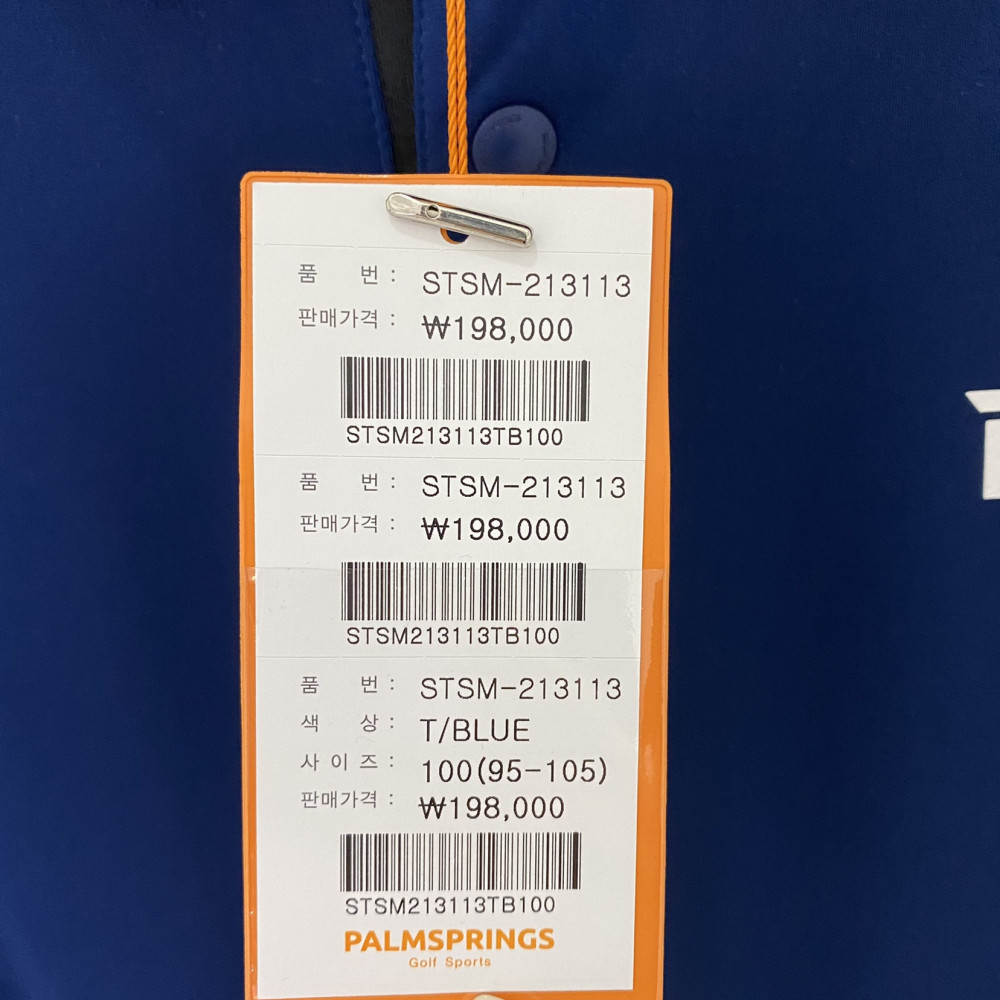 품 번 : STSM-213113
판매가격 : ₩198,000
STSM213113TB100
품 번 : STSM-213113
판매가격 : ₩198,000
STSM213113TB100
품 번 : STSM-213113
색 상 : T/BLUE
사 이 즈 : 100(95-105)
판매가격 : ₩198,000
STSM213113TB100
PALMSPRINGS
Golf Sports